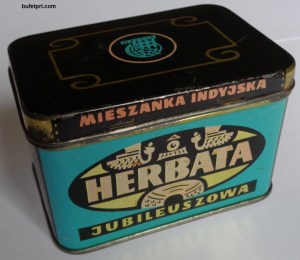 bufetprl.com
MIESZANKA INDYJSKA
HERBATA
JUBILEUSZOWA